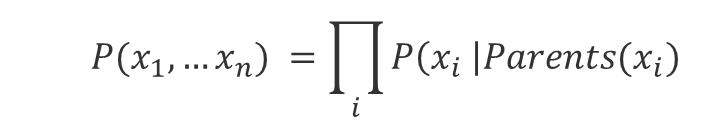 P(x₁, … xₙ) = ∏ᵢ P(xᵢ |Parents(xᵢ)